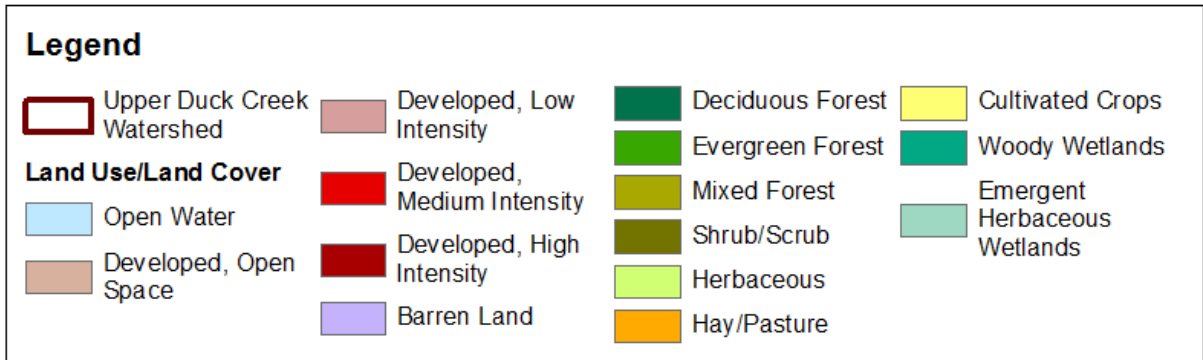 Legend
Upper Duck Creek
Watershed
Land Use/Land Cover
Open Water
Developed, Open
Space
Developed, Low
Intensity
Developed,
Medium Intensity
Developed, High
Intensity
Barren Land
Deciduous Forest
Evergreen Forest
Mixed Forest
Shrub/Scrub
Herbaceous
Hay/Pasture
Cultivated Crops
Woody Wetlands
Emergent
Herbaceous
Wetlands